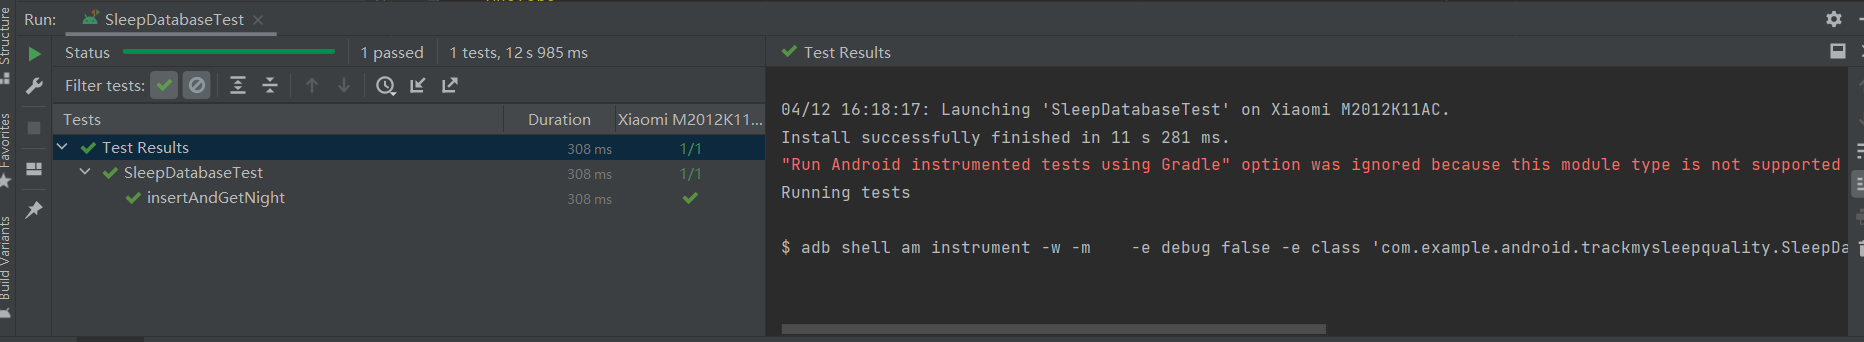 Run: SleepDatabaseTest
Structure
Status 1 passed 1 tests, 12 s 985 ms
Test Results
Filter tests:
Tests Duration Xiaomi M2012K11...
Test Results 308 ms 1/1
SleepDatabaseTest 308 ms 1/1
insertAndGetNight 308 ms
04/12 16:18:17: Launching 'SleepDatabaseTest' on Xiaomi M2012K11AC.
Install successfully finished in 11 s 281 ms.
"Run Android instrumented tests using Gradle" option was ignored because this module type is not supported
Running tests
$ adb shell am instrument -w -m    -e debug false -e class 'com.example.android.trackmysleepquality.SleepDa
Favorites
Build Variants